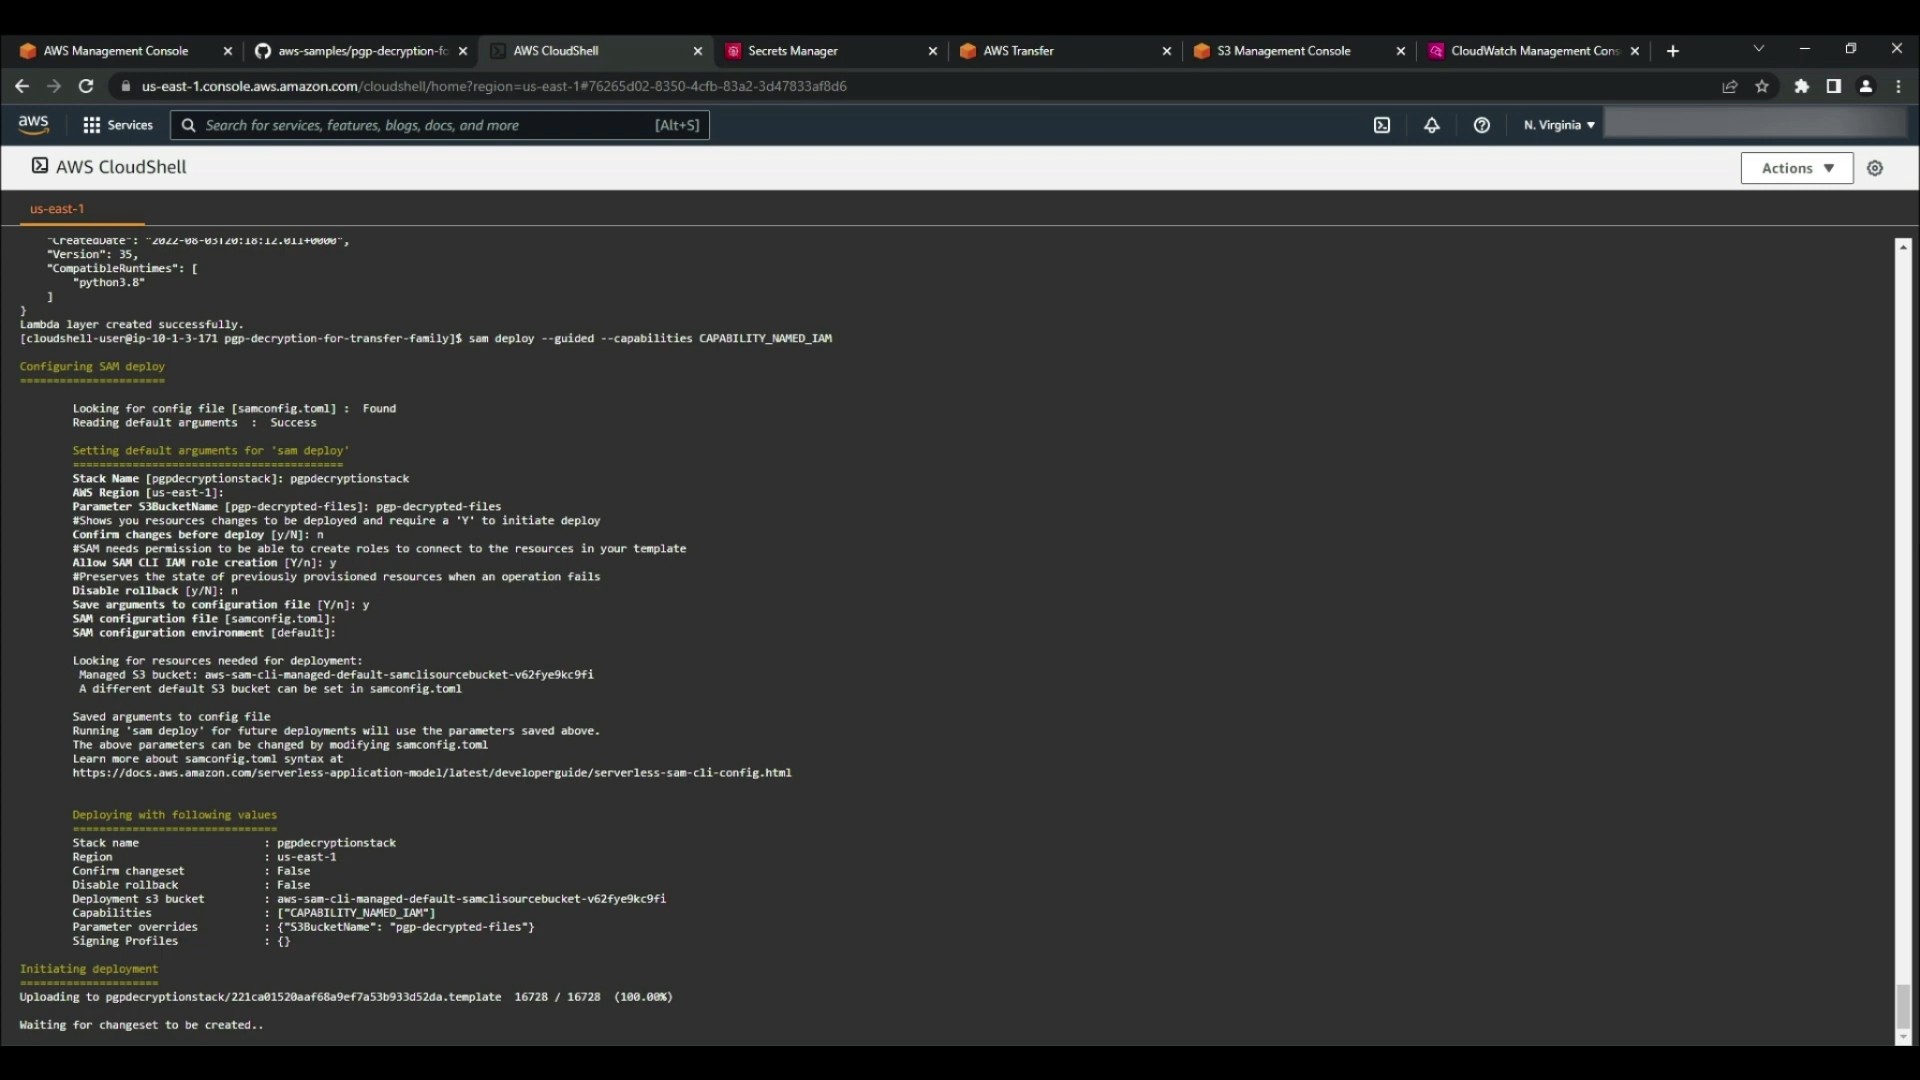 AWS Management Console
aws-samples/pgp-decryption-fo
AWS CloudShell
Secrets Manager
AWS Transfer
S3 Management Console
CloudWatch Management Cons
us-east-1.console.aws.amazon.com/cloudshell/home?region=us-east-1#76265d02-8350-4cfb-83a2-3d47833af8d6
aws
Services
Search for services, features, blogs, docs, and more
[Alt+S]
N. Virginia
AWS CloudShell
Actions
us-east-1
"CreatedDate": "2022-08-03T20:18:12.011+0000",
"Version": 35,
"CompatibleRuntimes": [
"python3.8"
]
}
Lambda layer created successfully.
[cloudshell-user@ip-10-1-3-171 pgp-decryption-for-transfer-family]$ sam deploy --guided --capabilities CAPABILITY_NAMED_IAM
Configuring SAM deploy
======================
Looking for config file [samconfig.toml] :  Found
Reading default arguments  :  Success
Setting default arguments for 'sam deploy'
=========================================
Stack Name [pgpdecryptionstack]: pgpdecryptionstack
AWS Region [us-east-1]:
Parameter S3BucketName [pgp-decrypted-files]: pgp-decrypted-files
#Shows you resources changes to be deployed and require a 'Y' to initiate deploy
Confirm changes before deploy [y/N]: n
#SAM needs permission to be able to create roles to connect to the resources in your template
Allow SAM CLI IAM role creation [Y/n]: y
#Preserves the state of previously provisioned resources when an operation fails
Disable rollback [y/N]: n
Save arguments to configuration file [Y/n]: y
SAM configuration file [samconfig.toml]:
SAM configuration environment [default]:
Looking for resources needed for deployment:
Managed S3 bucket: aws-sam-cli-managed-default-samclisourcebucket-v62fye9kc9fi
A different default S3 bucket can be set in samconfig.toml
Saved arguments to config file
Running 'sam deploy' for future deployments will use the parameters saved above.
The above parameters can be changed by modifying samconfig.toml
Learn more about samconfig.toml syntax at
https://docs.aws.amazon.com/serverless-application-model/latest/developerguide/serverless-sam-cli-config.html
Deploying with following values
===============================
Stack name                   : pgpdecryptionstack
Region                       : us-east-1
Confirm changeset            : False
Disable rollback             : False
Deployment s3 bucket         : aws-sam-cli-managed-default-samclisourcebucket-v62fye9kc9fi
Capabilities                 : ["CAPABILITY_NAMED_IAM"]
Parameter overrides          : {"S3BucketName": "pgp-decrypted-files"}
Signing Profiles             : {}
Initiating deployment
=====================
Uploading to pgpdecryptionstack/221ca01520aaf68a9ef7a53b933d52da.template  16728 / 16728  (100.00%)
Waiting for changeset to be created..